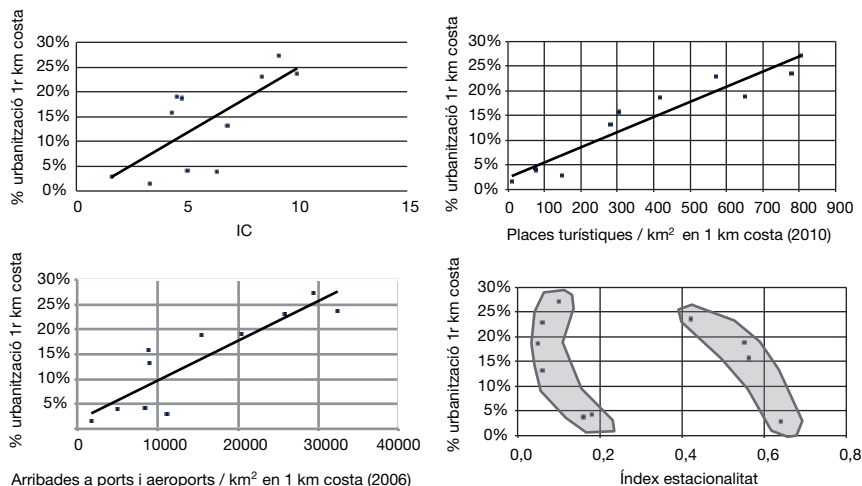 % urbanització 1r km costa
30%
25%
20%
15%
10%
5%
0%
0 5 10 15
IC
% urbanització 1r km costa
30%
25%
20%
15%
10%
5%
0%
0 100 200 300 400 500 600 700 800 900
Places turístiques / km² en 1 km costa (2010)
% urbanització 1r km costa
30%
25%
20%
15%
10%
5%
0 10000 20000 30000 40000
Arribades a ports i aeroports / km² en 1 km costa (2006)
% urbanització 1r km costa
30%
25%
20%
15%
10%
5%
0%
0,0 0,2 0,4 0,6 0,8
Índex estacionalitat